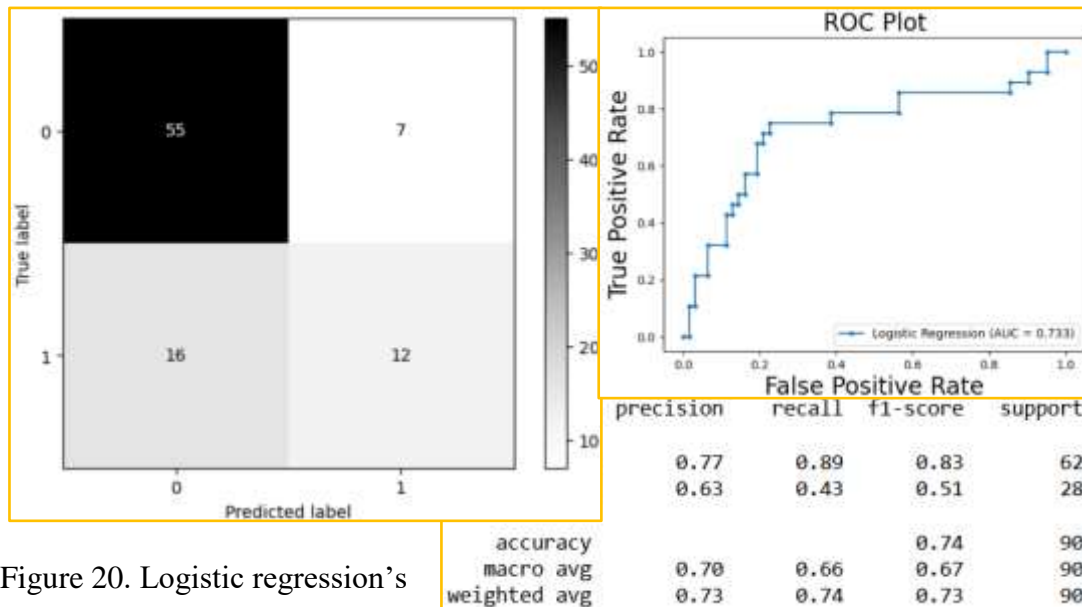 55
7
16
12
0
1
True label
0
1
Predicted label
50
40
30
20
10
ROC Plot
1.0
0.8
0.6
0.4
0.2
0.0
True Positive Rate
Logistic Regression (AUC = 0.733)
0.0 0.2 0.4 0.6 0.8 1.0
False Positive Rate
precision recall f1-score support
0.77 0.89 0.83 62
0.63 0.43 0.51 28
accuracy 0.74 90
macro avg 0.70 0.66 0.67 90
weighted avg 0.73 0.74 0.73 90
Figure 20. Logistic regression's